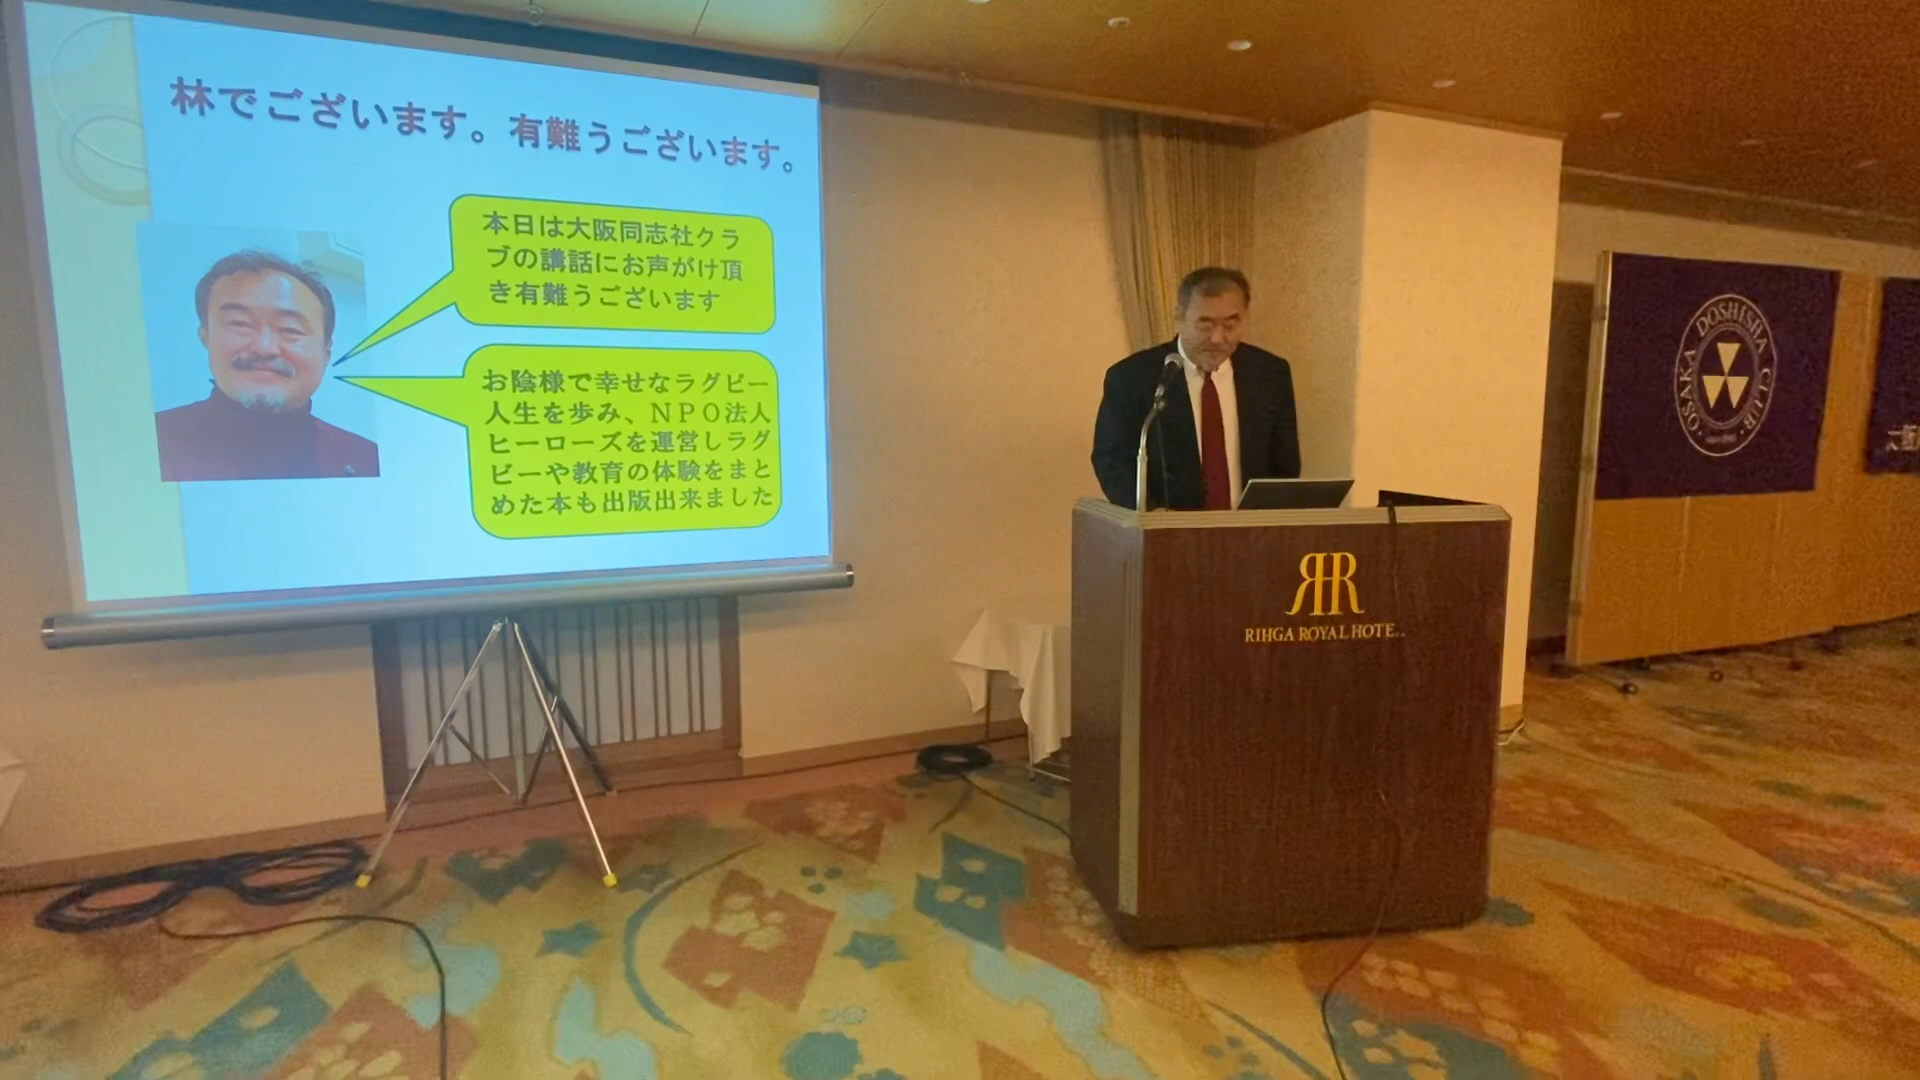 林でございます。有難うございます。
本日は大阪同志社クラ
ブの講話にお声がけ頂
き有難うございます
お陰様で幸せなラグビー
人生を歩み、NPO法人
ヒーローズを運営しラグ
ビーや教育の体験をまと
めた本も出版出来ました
RIHGA ROYAL HOTE
OSAKA DOSHISHA CLUB
大阪